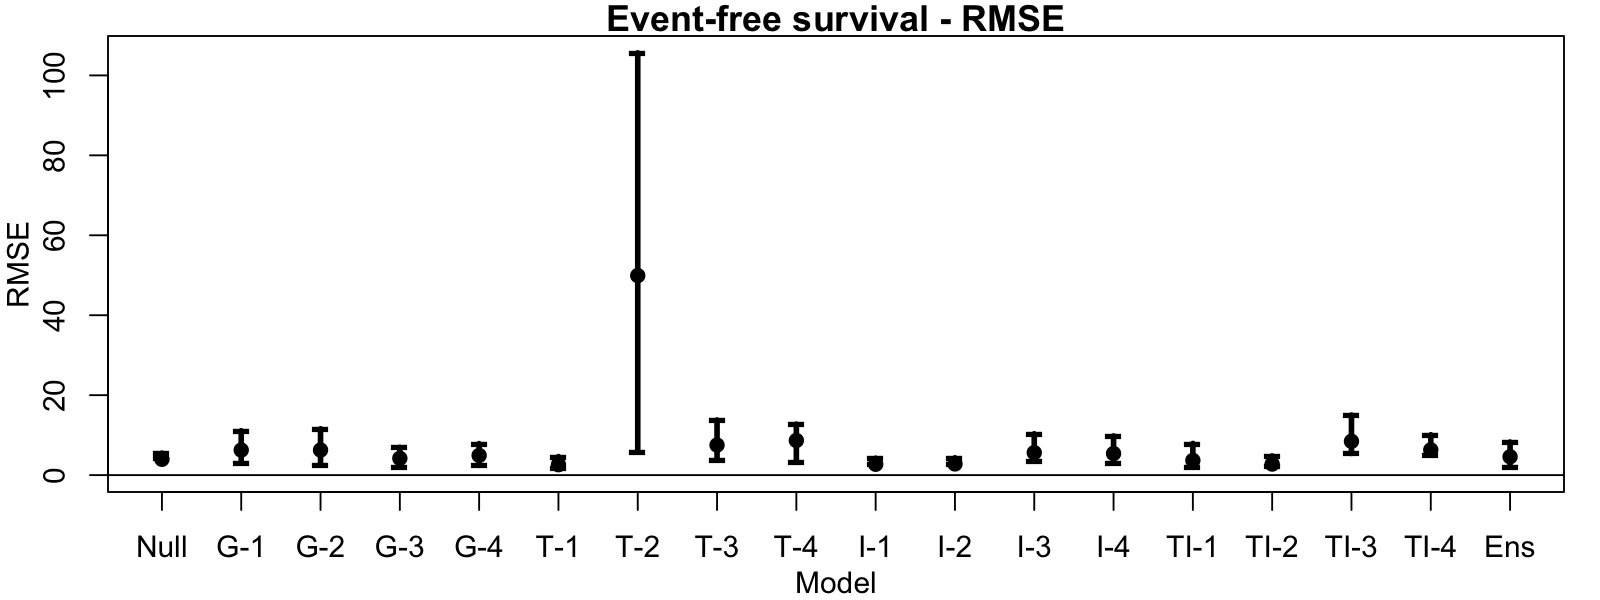 Event-free survival - RMSE
RMSE
100
80
60
40
20
0
Null G-1 G-2 G-3 G-4 T-1 T-2 T-3 T-4 I-1 I-2 I-3 I-4 TI-1 TI-2 TI-3 TI-4 Ens
Model